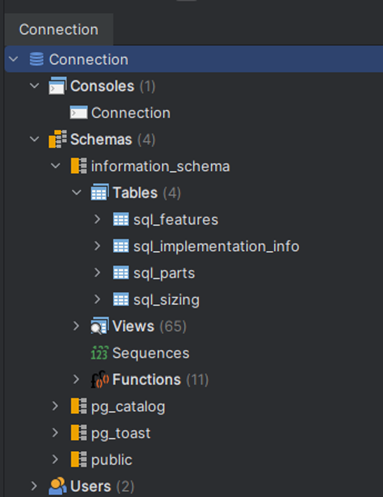 Connection
Connection
Consoles (1)
Connection
Schemas (4)
information_schema
Tables (4)
sql_features
sql_implementation_info
sql_parts
sql_sizing
Views (65)
123 Sequences
Functions (11)
pg_catalog
pg_toast
public
Users (2)